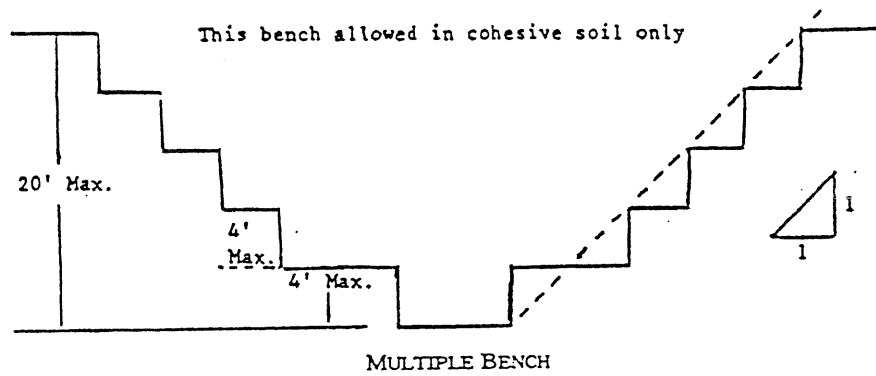 This bench allowed in cohesive soil only
20' Max.
4'
Max.
4' Max.
1
1
MULTIPLE BENCH